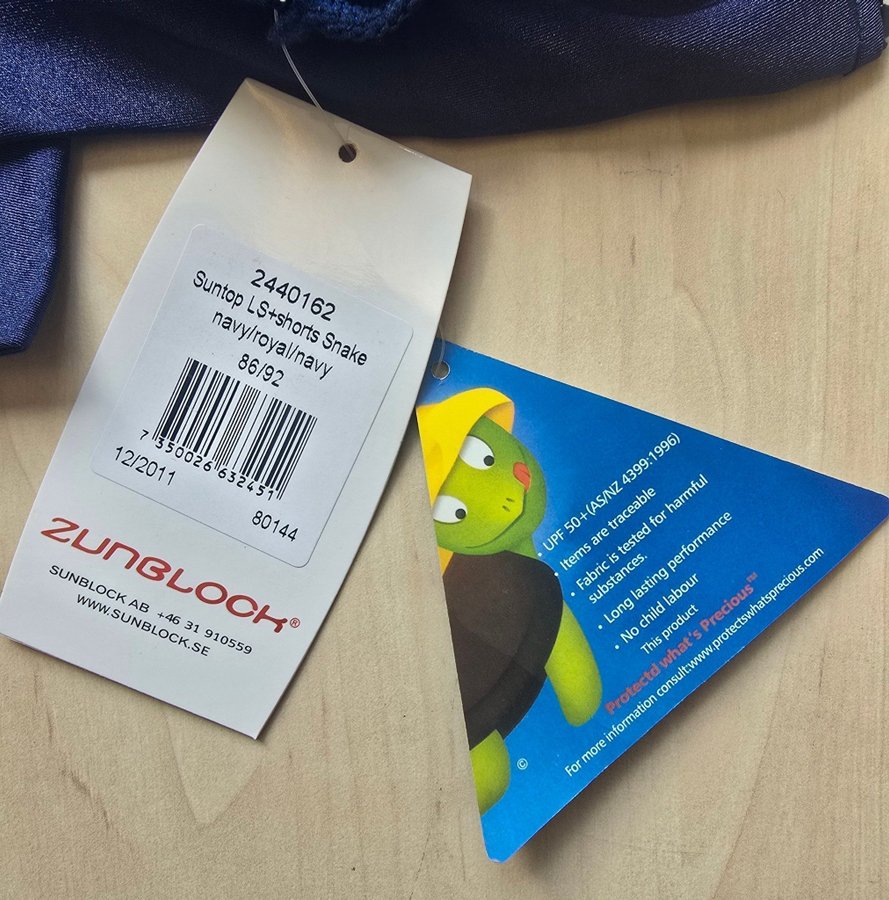 2440162
Suntop LS+shorts Snake
navy/royal/navy
86/92
7 350026 632451
12/2011
80144
ZUNBLOCK®
SUNBLOCK AB +46 31 910559
WWW.SUNBLOCK.SE
• UPF 50+(AS/NZ 4399:1996)
• Items are traceable
• Fabric is tested for harmful
substances.
• Long lasting performance
• No child labour
This product
Protectd what's Precious™
For more information consult:www.protectswhatsprecious.com
©